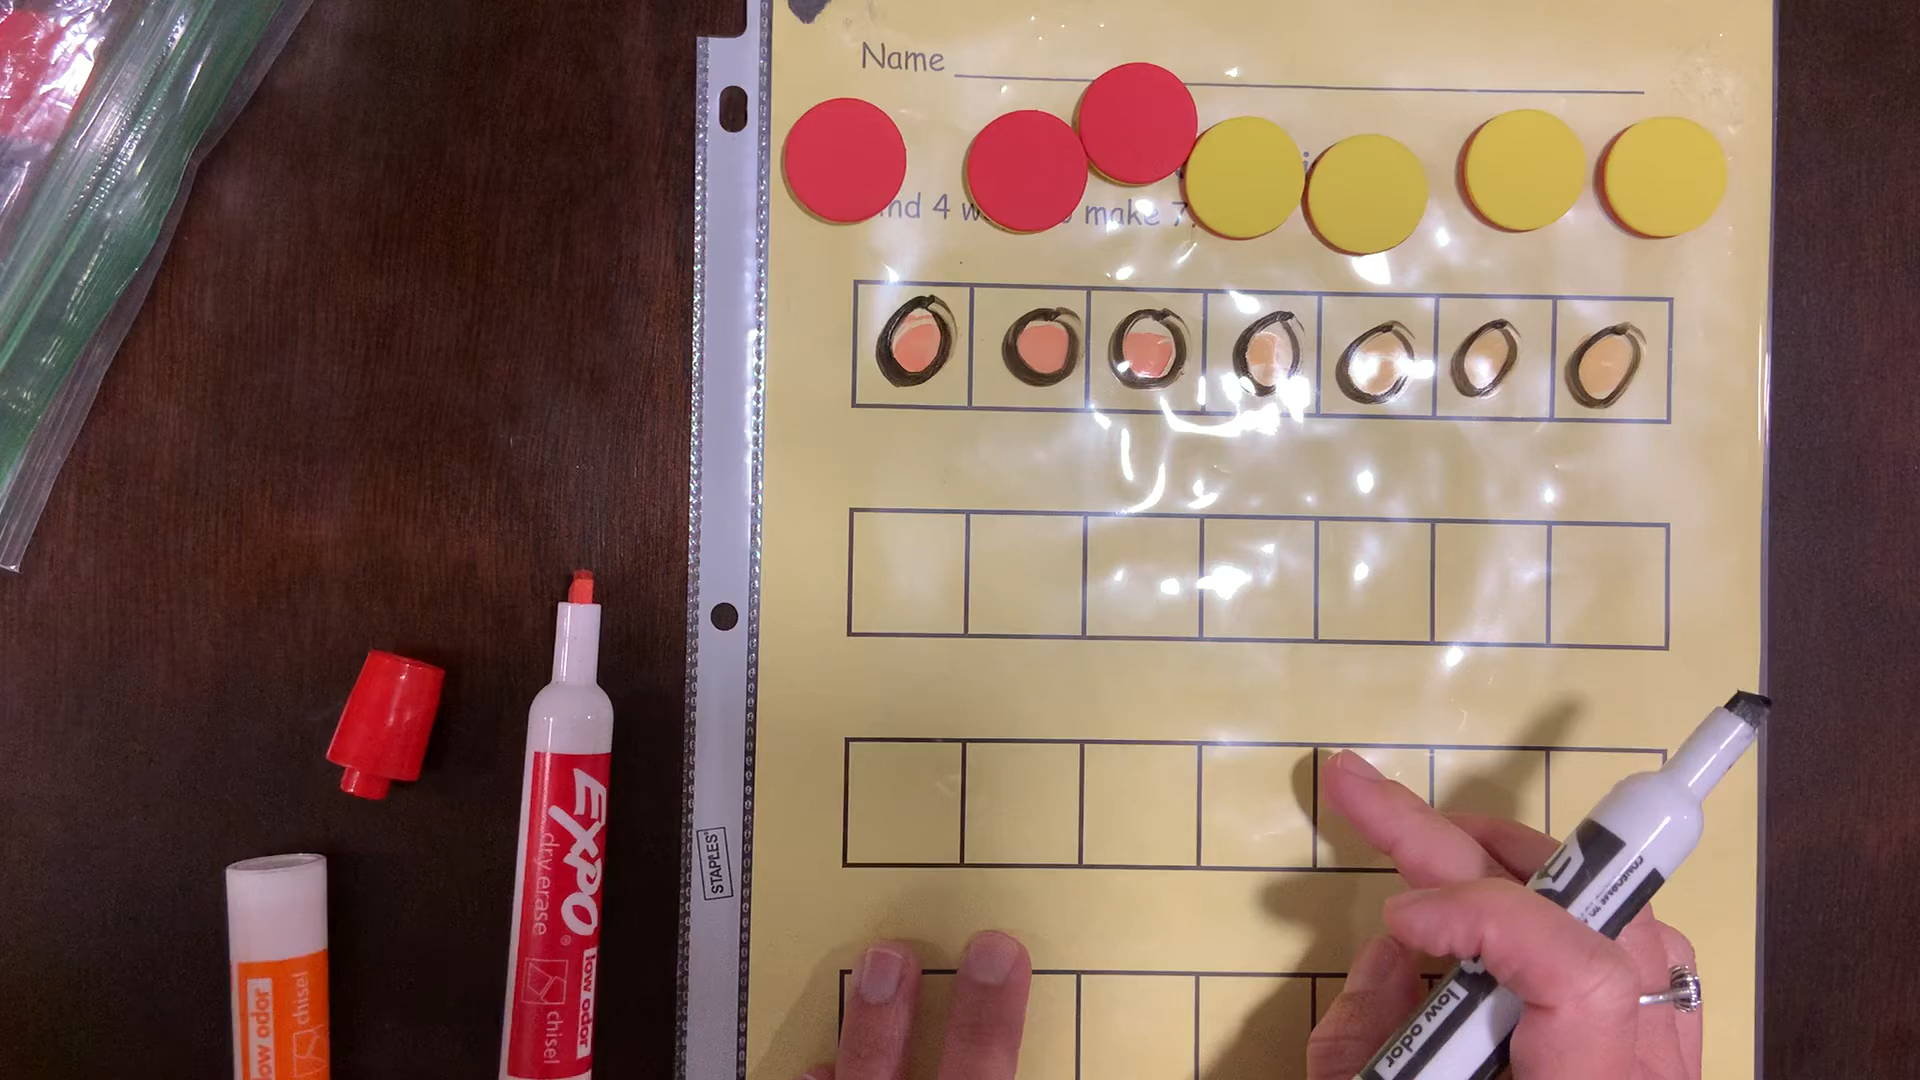 Name
nd 4 w make 7
STAPLES
EXPO
dry erase
low odor
chisel
low odor
chisel
low odor